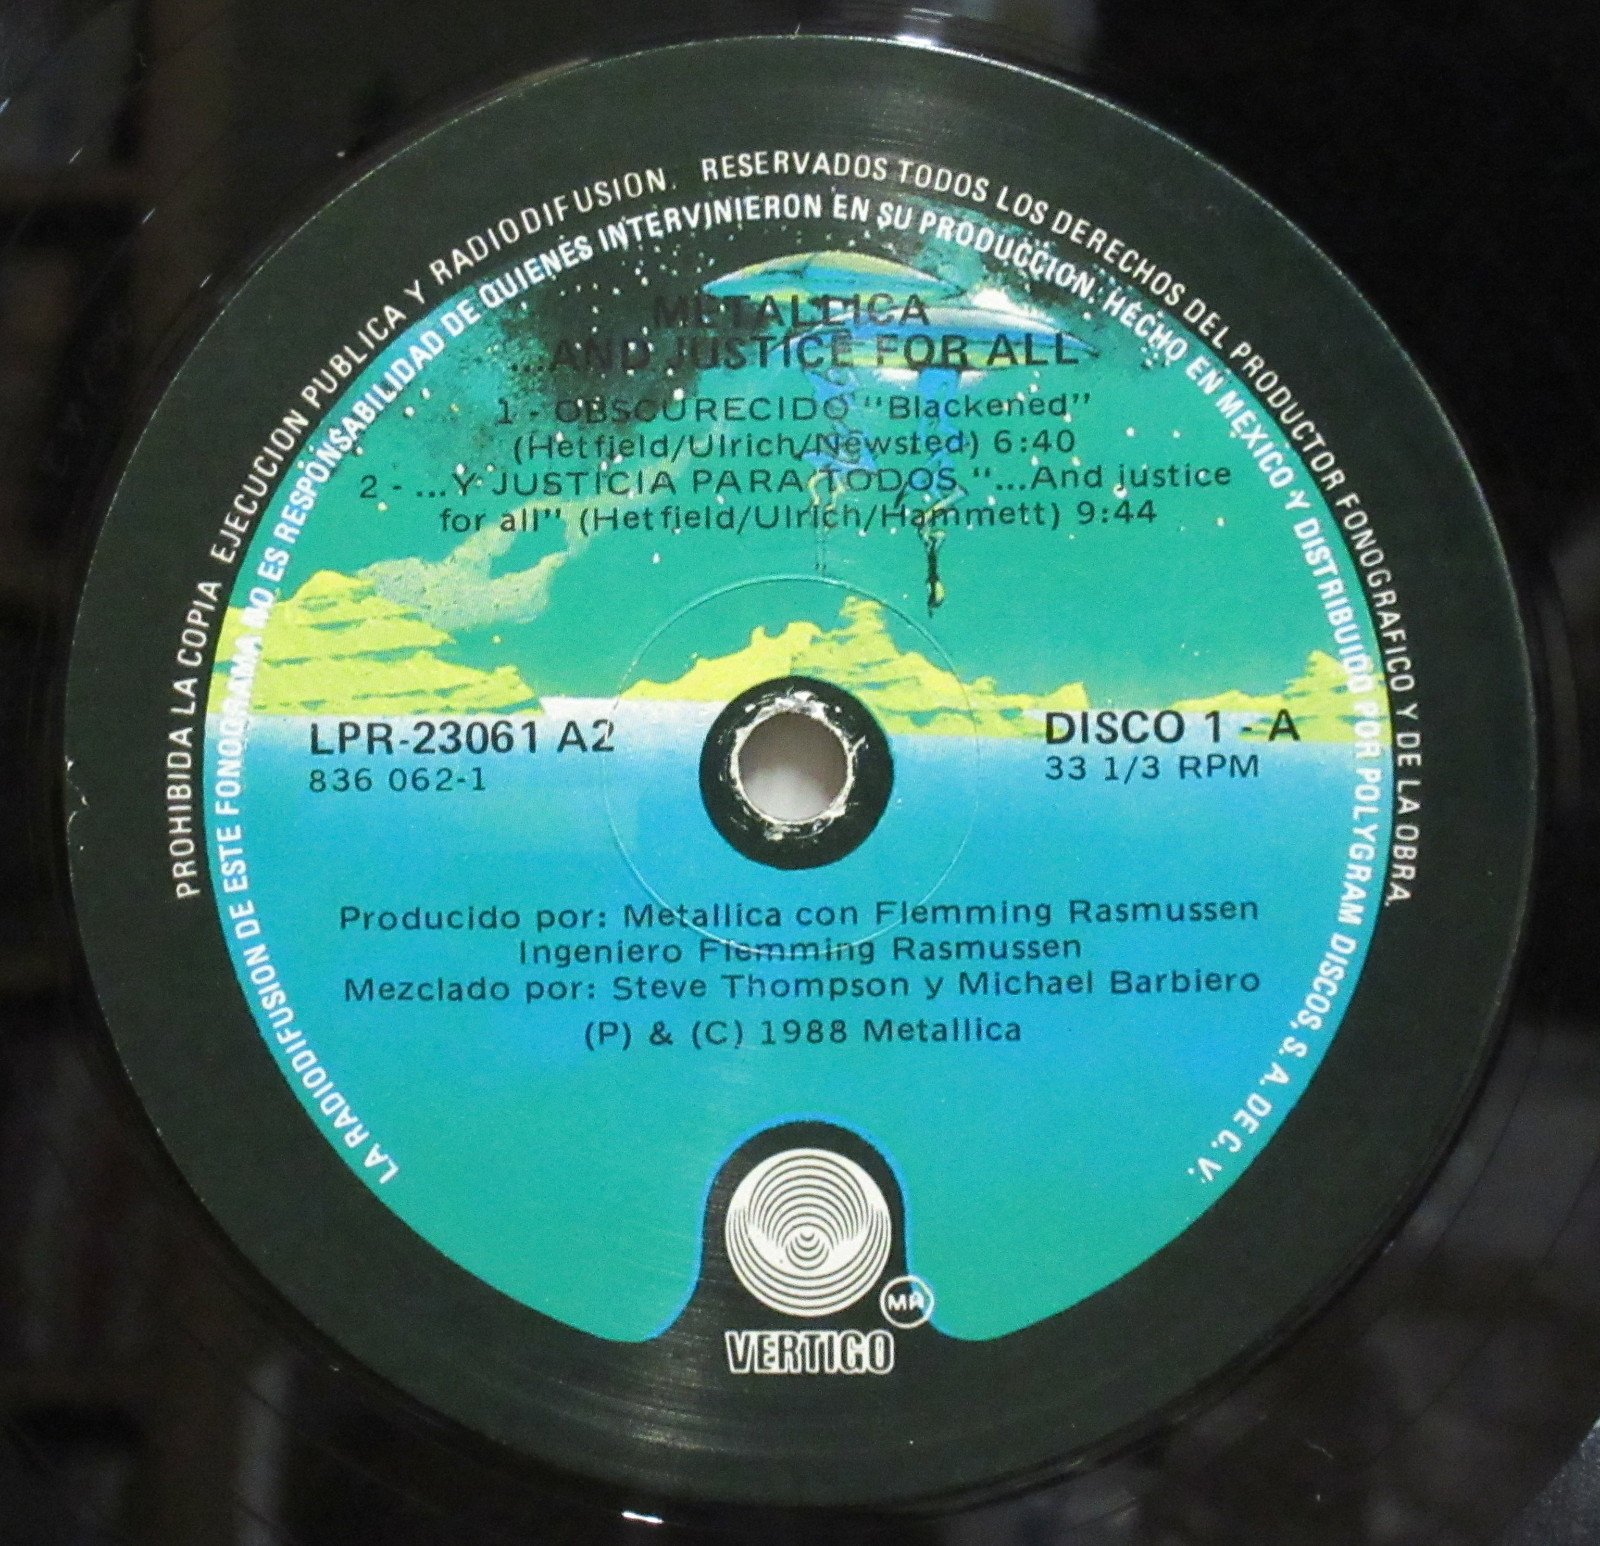 PROHIBIDA LA COPIA EJECUCION PUBLICA Y RADIODIFUSION. RESERVADOS TODOS LOS DERECHOS DEL PRODUCTOR FONOGRAFICO Y DE LA OBRA.
LA RADIODIFUSION DE ESTE FONOGRAMA NO ES RESPONSABILIDAD DE QUIENES INTERVINIERON EN SU PRODUCCION. HECHO EN MEXICO Y DISTRIBUIDO POR POLYGRAM DISCOS, S. A. DE C. V.
METALLICA
...AND JUSTICE FOR ALL
1 - OBSCURECIDO "Blackened"
(Hetfield/Ulrich/Newsted) 6:40
2 - ...Y JUSTICIA PARA TODOS "...And justice
for all" (Hetfield/Ulrich/Hammett) 9:44
LPR-23061 A2
836 062-1
DISCO 1 - A
33 1/3 RPM
Producido por: Metallica con Flemming Rasmussen
Ingeniero Flemming Rasmussen
Mezclado por: Steve Thompson y Michael Barbiero
(P) & (C) 1988 Metallica
MR
VERTIGO